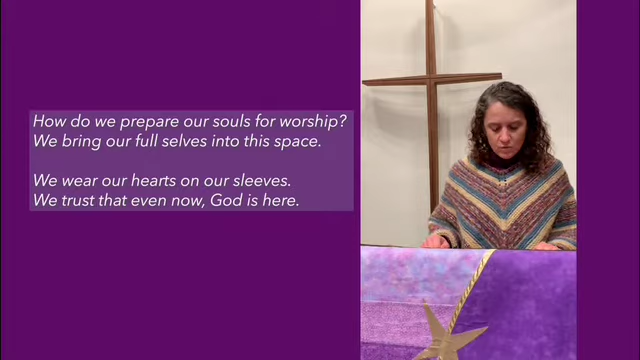 How do we prepare our souls for worship?
We bring our full selves into this space.
We wear our hearts on our sleeves.
We trust that even now, God is here.